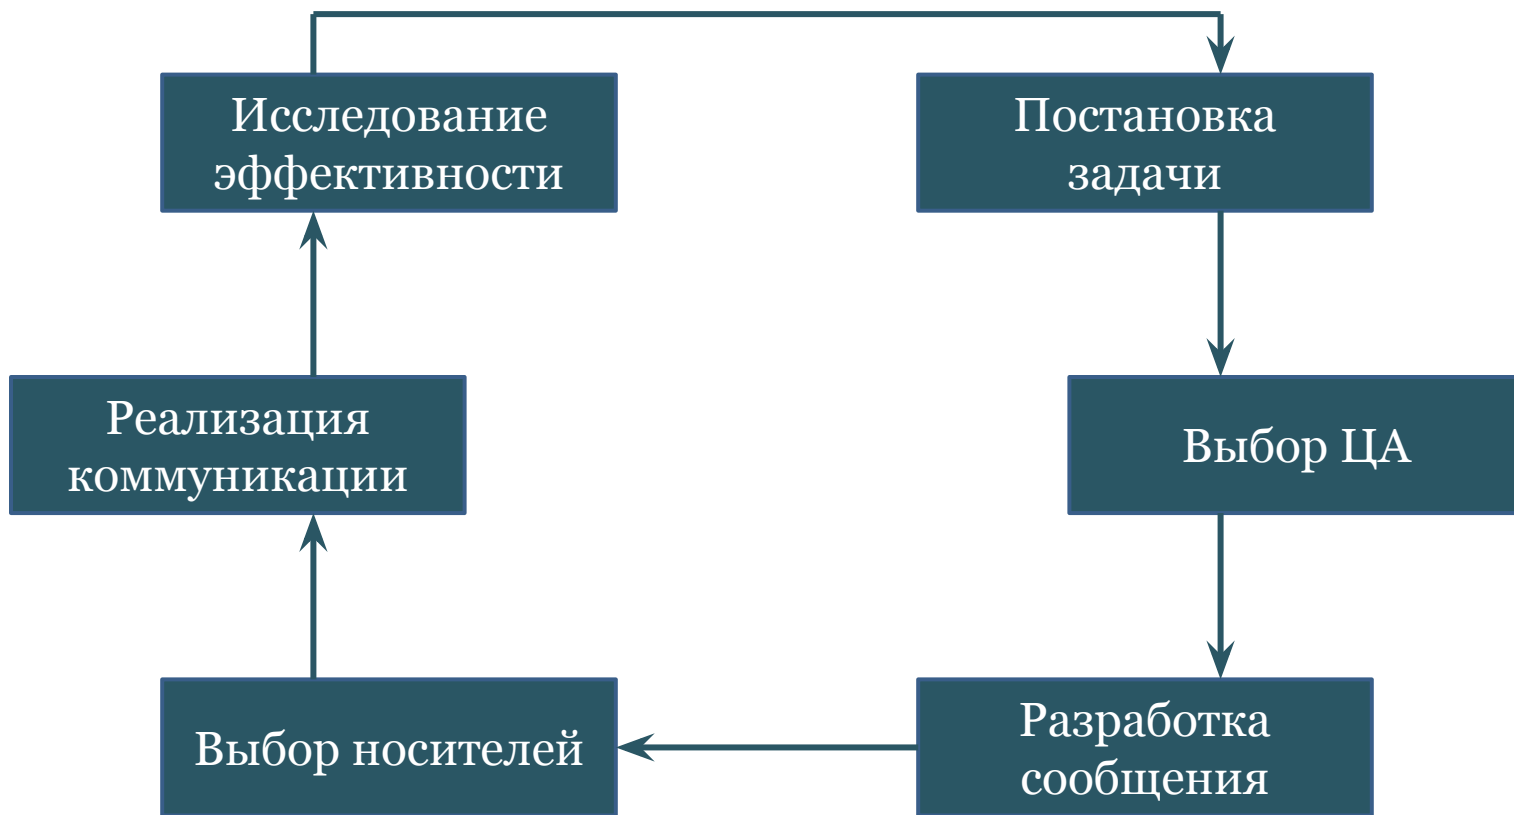 Исследование
эффективности
Постановка
задачи
Реализация
коммуникации
Выбор ЦА
Выбор носителей
Разработка
сообщения